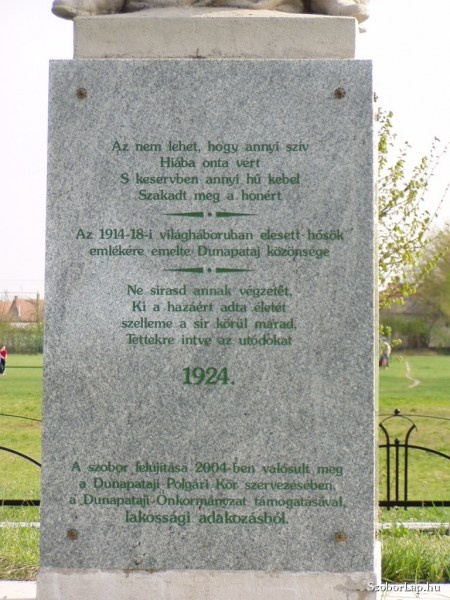 Az nem lehet, hogy annyi szív
Hiába onta vért
S keservben annyi hű kebel
Szakadt meg a honért
Az 1914-18-i világháboruban elesett hősök
emlékére emelte Dunapataj közönsége
Ne sirasd annak végzetét,
Ki a hazáért adta életét
szelleme a sir körül márad,
Tettekre intve az utódokat
1924.
A szobor felújítása 2004-ben valósult meg
a Dunapataji Polgári Kör szervezésében,
a Dunapataji Önkormányzat támogatásával,
lakossági adakozásból.
SzoborLap.hu